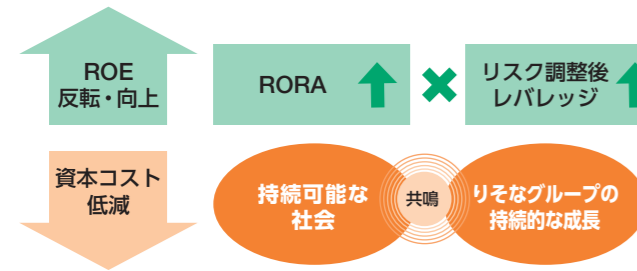 ROE
反転・向上
RORA
×
リスク調整後
レバレッジ
資本コスト
低減
持続可能な
社会
共鳴
りそなグループの
持続的な成長